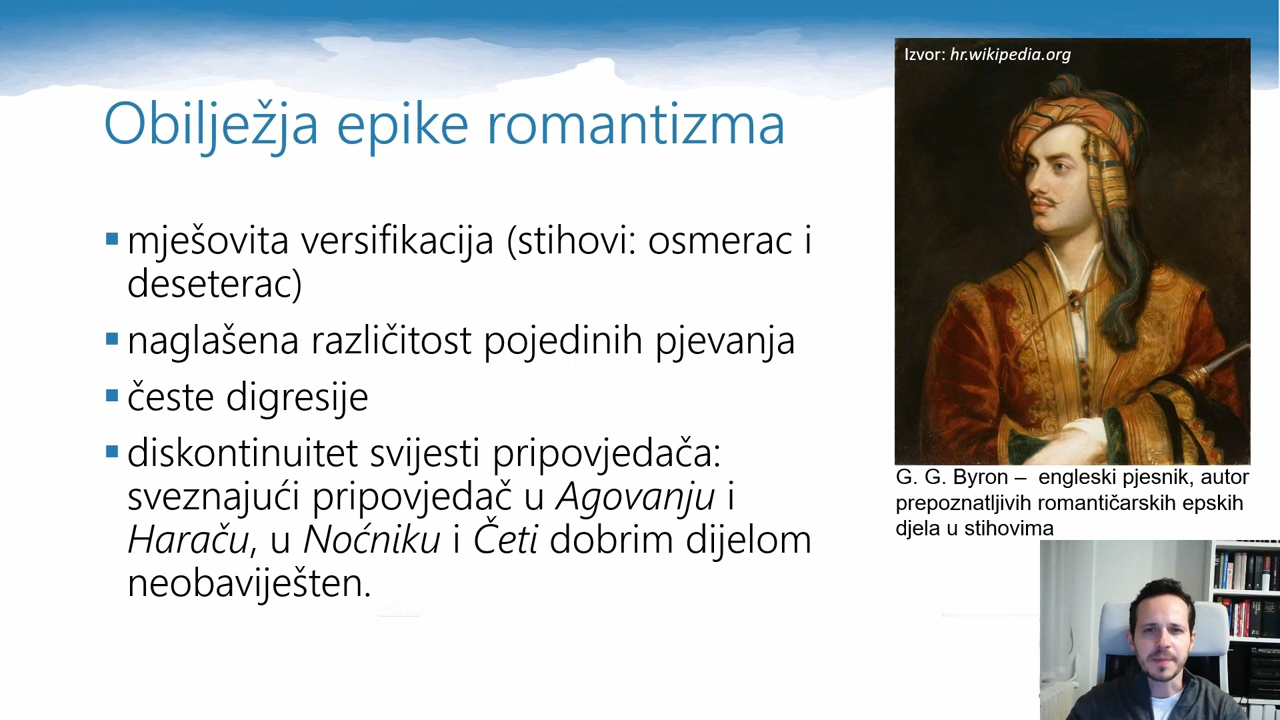 Obilježja epike romantizma
mješovita versifikacija (stihovi: osmerac i
deseterac)
naglašena različitost pojedinih pjevanja
česte digresije
diskontinuitet svijesti pripovjedača:
sveznajući pripovjedač u Agovanju i
Haraču, u Noćniku i Četi dobrim dijelom
neobaviješten.
Izvor: hr.wikipedia.org
G. G. Byron – engleski pjesnik, autor
prepoznatljivih romantičarskih epskih
djela u stihovima